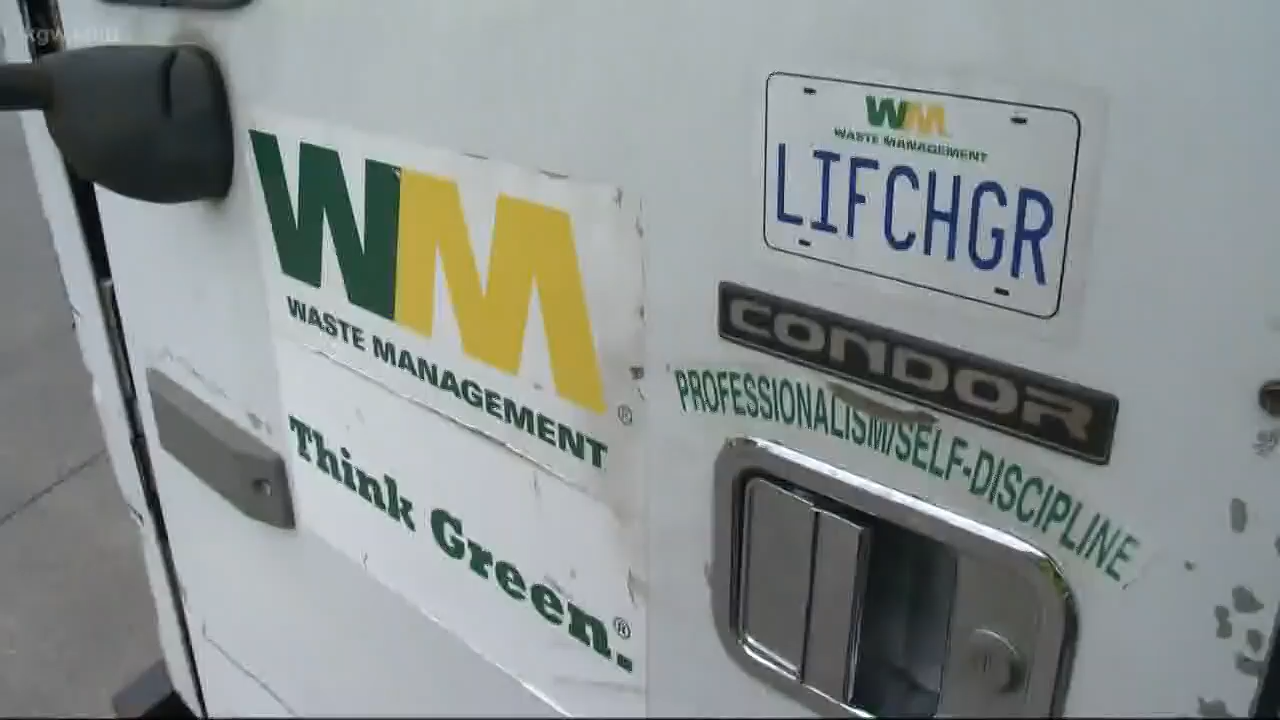 WM
WASTE MANAGEMENT
LIFCHGR
WM
WASTE MANAGEMENT
®
Think Green.®
CONDOR
PROFESSIONALISM/SELF-DISCIPLINE